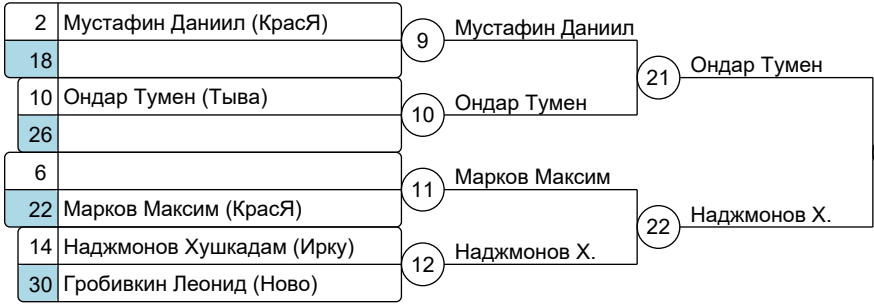 2 Мустафин Даниил (КрасЯ)
18
9 Мустафин Даниил
10 Ондар Тумен (Тыва)
26
10 Ондар Тумен
21 Ондар Тумен
6
22 Марков Максим (КрасЯ)
11 Марков Максим
14 Наджмонов Хушкадам (Ирку)
30 Гробивкин Леонид (Ново)
12 Наджмонов Х.
22 Наджмонов Х.